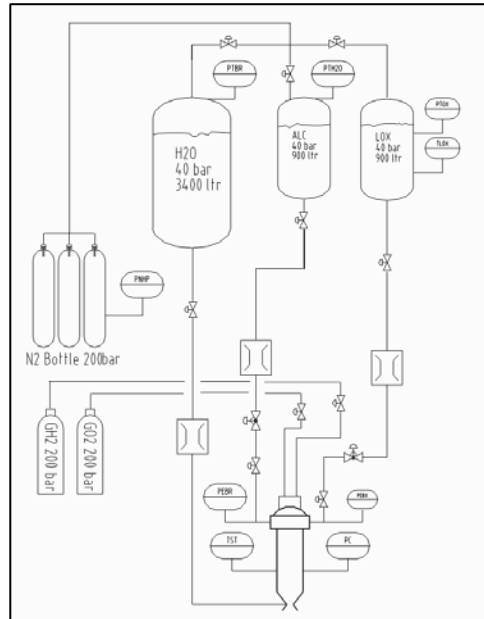 PTBR
PTH2O
H2O
40 bar
3400 ltr
ALC
40 bar
900 ltr
LOX
40 bar
900 ltr
PTOX
TLOX
PNHP
N2 Bottle 200bar
GH2 200 bar
GO2 200 bar
PEBR
TST
PC